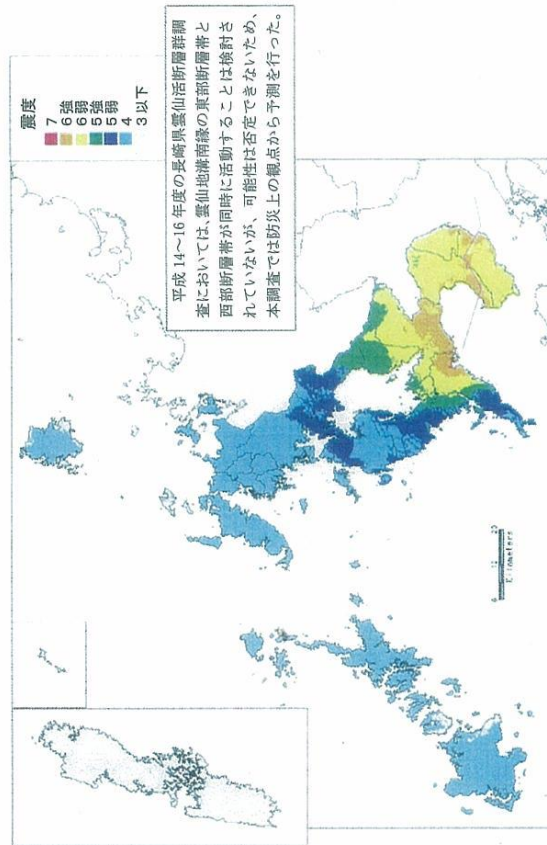 震度
7
6強
6弱
5強
5弱
4
3以下
平成 14～16 年度の長崎県雲仙活断層群調
査においては、雲仙地溝南縁の東部断層帯と
西部断層帯が同時に活動することは検討さ
れていないが、可能性は否定できないため、
本調査では防災上の観点から予測を行った。
Kilometers